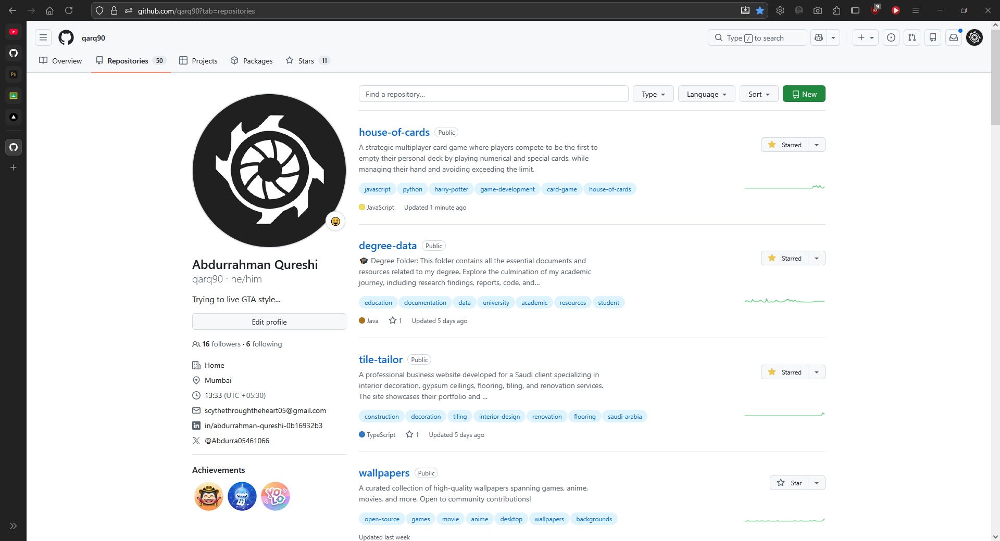 github.com/qarq90?tab=repositories
9
Ph
qarq90
Type / to search
Overview
Repositories 50
Projects
Packages
Stars 11
Find a repository...
Type
Language
Sort
New
Abdurrahman Qureshi
qarq90 · he/him
Trying to live GTA style...
Edit profile
16 followers · 6 following
Home
Mumbai
13:33 (UTC +05:30)
scythethroughtheheart05@gmail.com
in/abdurrahman-qureshi-0b16932b3
@Abdurra05461066
Achievements
YOLO
house-of-cards Public
A strategic multiplayer card game where players compete to be the first to
empty their personal deck by playing numerical and special cards, while
managing their hand and avoiding exceeding the limit.
Starred
javascript python harry-potter game-development card-game house-of-cards
JavaScript Updated 1 minute ago
degree-data Public
🎓 Degree Folder: This folder contains all the essential documents and
resources related to my degree. Explore the culmination of my academic
journey, including research findings, reports, code, and...
Starred
education documentation data university academic resources student
Java 1 Updated 5 days ago
tile-tailor Public
A professional business website developed for a Saudi client specializing in
interior decoration, gypsum ceilings, flooring, tiling, and renovation services.
The site showcases their portfolio and ...
Starred
construction decoration tiling interior-design renovation flooring saudi-arabia
TypeScript 1 Updated 5 days ago
wallpapers Public
A curated collection of high-quality wallpapers spanning games, anime,
movies, and more. Open to community contributions!
Star
open-source games movie anime desktop wallpapers backgrounds
Updated last week